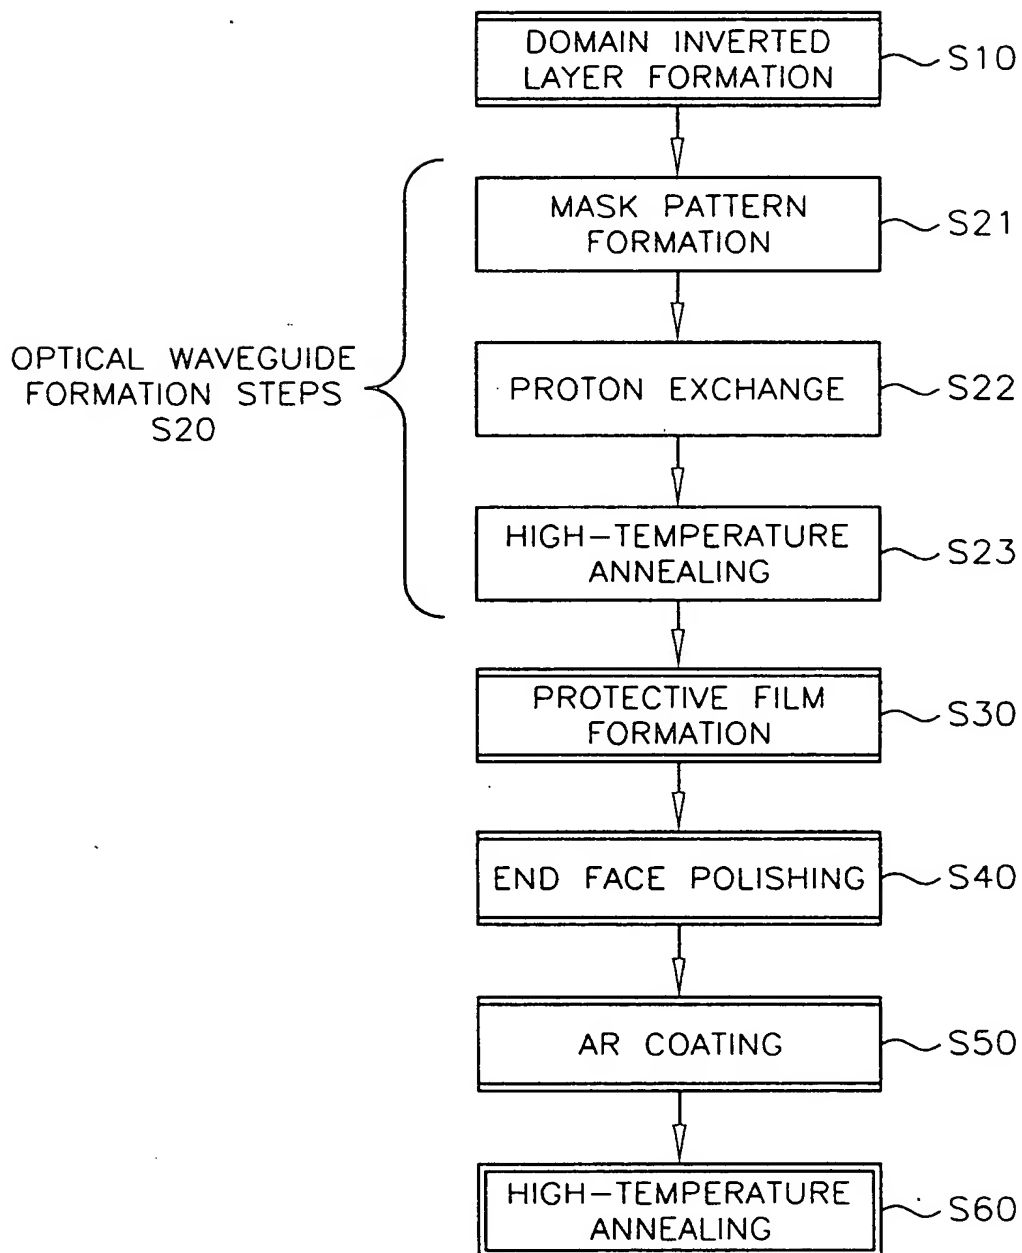 DOMAIN INVERTED
LAYER FORMATION
S10
MASK PATTERN
FORMATION
S21
OPTICAL WAVEGUIDE
FORMATION STEPS
S20
PROTON EXCHANGE
S22
HIGH-TEMPERATURE
ANNEALING
S23
PROTECTIVE FILM
FORMATION
S30
END FACE POLISHING
S40
AR COATING
S50
HIGH-TEMPERATURE
ANNEALING
S60